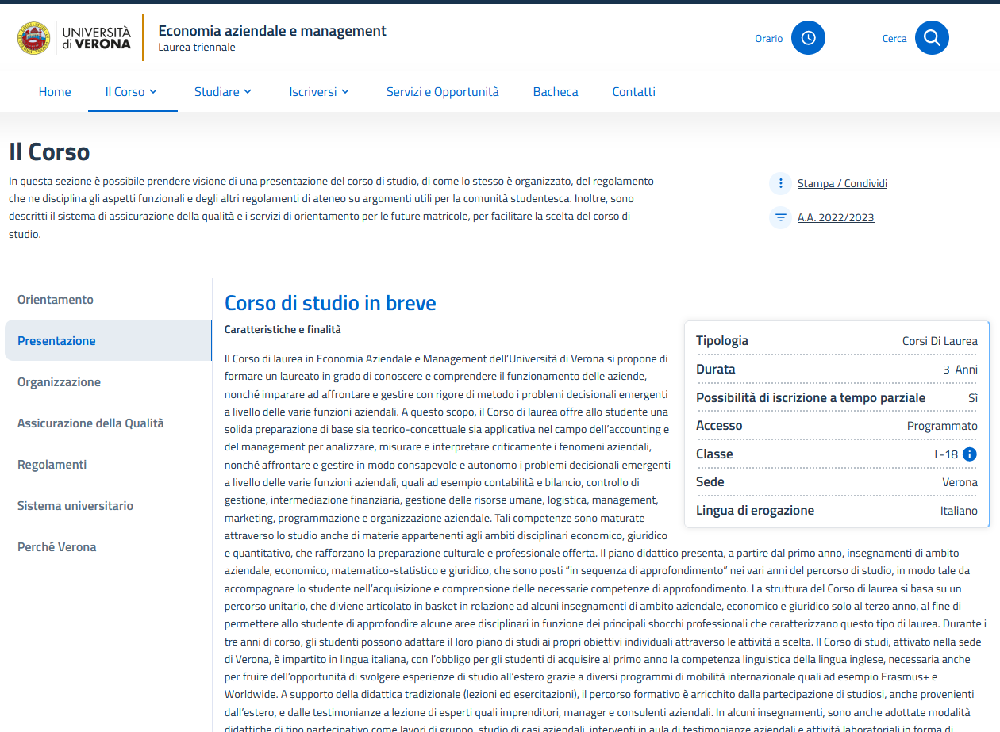 UNIVERSITÀ
di VERONA
Economia aziendale e management
Laurea triennale
Orario
Cerca
Home
Il Corso
Studiare
Iscriversi
Servizi e Opportunità
Bacheca
Contatti
Il Corso
In questa sezione è possibile prendere visione di una presentazione del corso di studio, di come lo stesso è organizzato, del regolamento
che ne disciplina gli aspetti funzionali e degli altri regolamenti di ateneo su argomenti utili per la comunità studentesca. Inoltre, sono
descritti il sistema di assicurazione della qualità e i servizi di orientamento per le future matricole, per facilitare la scelta del corso di
studio.
Stampa / Condividi
A.A. 2022/2023
Orientamento
Presentazione
Organizzazione
Assicurazione della Qualità
Regolamenti
Sistema universitario
Perché Verona
Corso di studio in breve
Caratteristiche e finalità
Tipologia Corsi Di Laurea
Durata 3 Anni
Possibilità di iscrizione a tempo parziale Sì
Accesso Programmato
Classe L-18
Sede Verona
Lingua di erogazione Italiano
Il Corso di laurea in Economia Aziendale e Management dell’Università di Verona si propone di
formare un laureato in grado di conoscere e comprendere il funzionamento delle aziende,
nonché imparare ad affrontare e gestire con rigore di metodo i problemi decisionali emergenti
a livello delle varie funzioni aziendali. A questo scopo, il Corso di laurea offre allo studente una
solida preparazione di base sia teorico-concettuale sia applicativa nel campo dell’accounting e
del management per analizzare, misurare e interpretare criticamente i fenomeni aziendali,
nonché affrontare e gestire in modo consapevole e autonomo i problemi decisionali emergenti
a livello delle varie funzioni aziendali, quali ad esempio contabilità e bilancio, controllo di
gestione, intermediazione finanziaria, gestione delle risorse umane, logistica, management,
marketing, programmazione e organizzazione aziendale. Tali competenze sono maturate
attraverso lo studio anche di materie appartenenti agli ambiti disciplinari economico, giuridico
e quantitativo, che rafforzano la preparazione culturale e professionale offerta. Il piano didattico presenta, a partire dal primo anno, insegnamenti di ambito
aziendale, economico, matematico-statistico e giuridico, che sono posti “in sequenza di approfondimento” nei vari anni del percorso di studio, in modo tale da
accompagnare lo studente nell’acquisizione e comprensione delle necessarie competenze di approfondimento. La struttura del Corso di laurea si basa su un
percorso unitario, che diviene articolato in basket in relazione ad alcuni insegnamenti di ambito aziendale, economico e giuridico solo al terzo anno, al fine di
permettere allo studente di approfondire alcune aree disciplinari in funzione dei principali sbocchi professionali che caratterizzano questo tipo di laurea. Durante i
tre anni di corso, gli studenti possono adattare il loro piano di studi ai propri obiettivi individuali attraverso le attività a scelta. Il Corso di studi, attivato nella sede
di Verona, è impartito in lingua italiana, con l’obbligo per gli studenti di acquisire al primo anno la competenza linguistica della lingua inglese, necessaria anche
per fruire dell’opportunità di svolgere esperienze di studio all’estero grazie a diversi programmi di mobilità internazionale quali ad esempio Erasmus+ e
Worldwide. A supporto della didattica tradizionale (lezioni ed esercitazioni), il percorso formativo è arricchito dalla partecipazione di studiosi, anche provenienti
dall’estero, e dalle testimonianze a lezione di esperti quali imprenditori, manager e consulenti aziendali. In alcuni insegnamenti, sono anche adottate modalità
didattiche di tipo partecipativo come lavori di gruppo, studio di casi aziendali, interventi in aula di testimonianze aziendali e attività laboratoriali in forma di